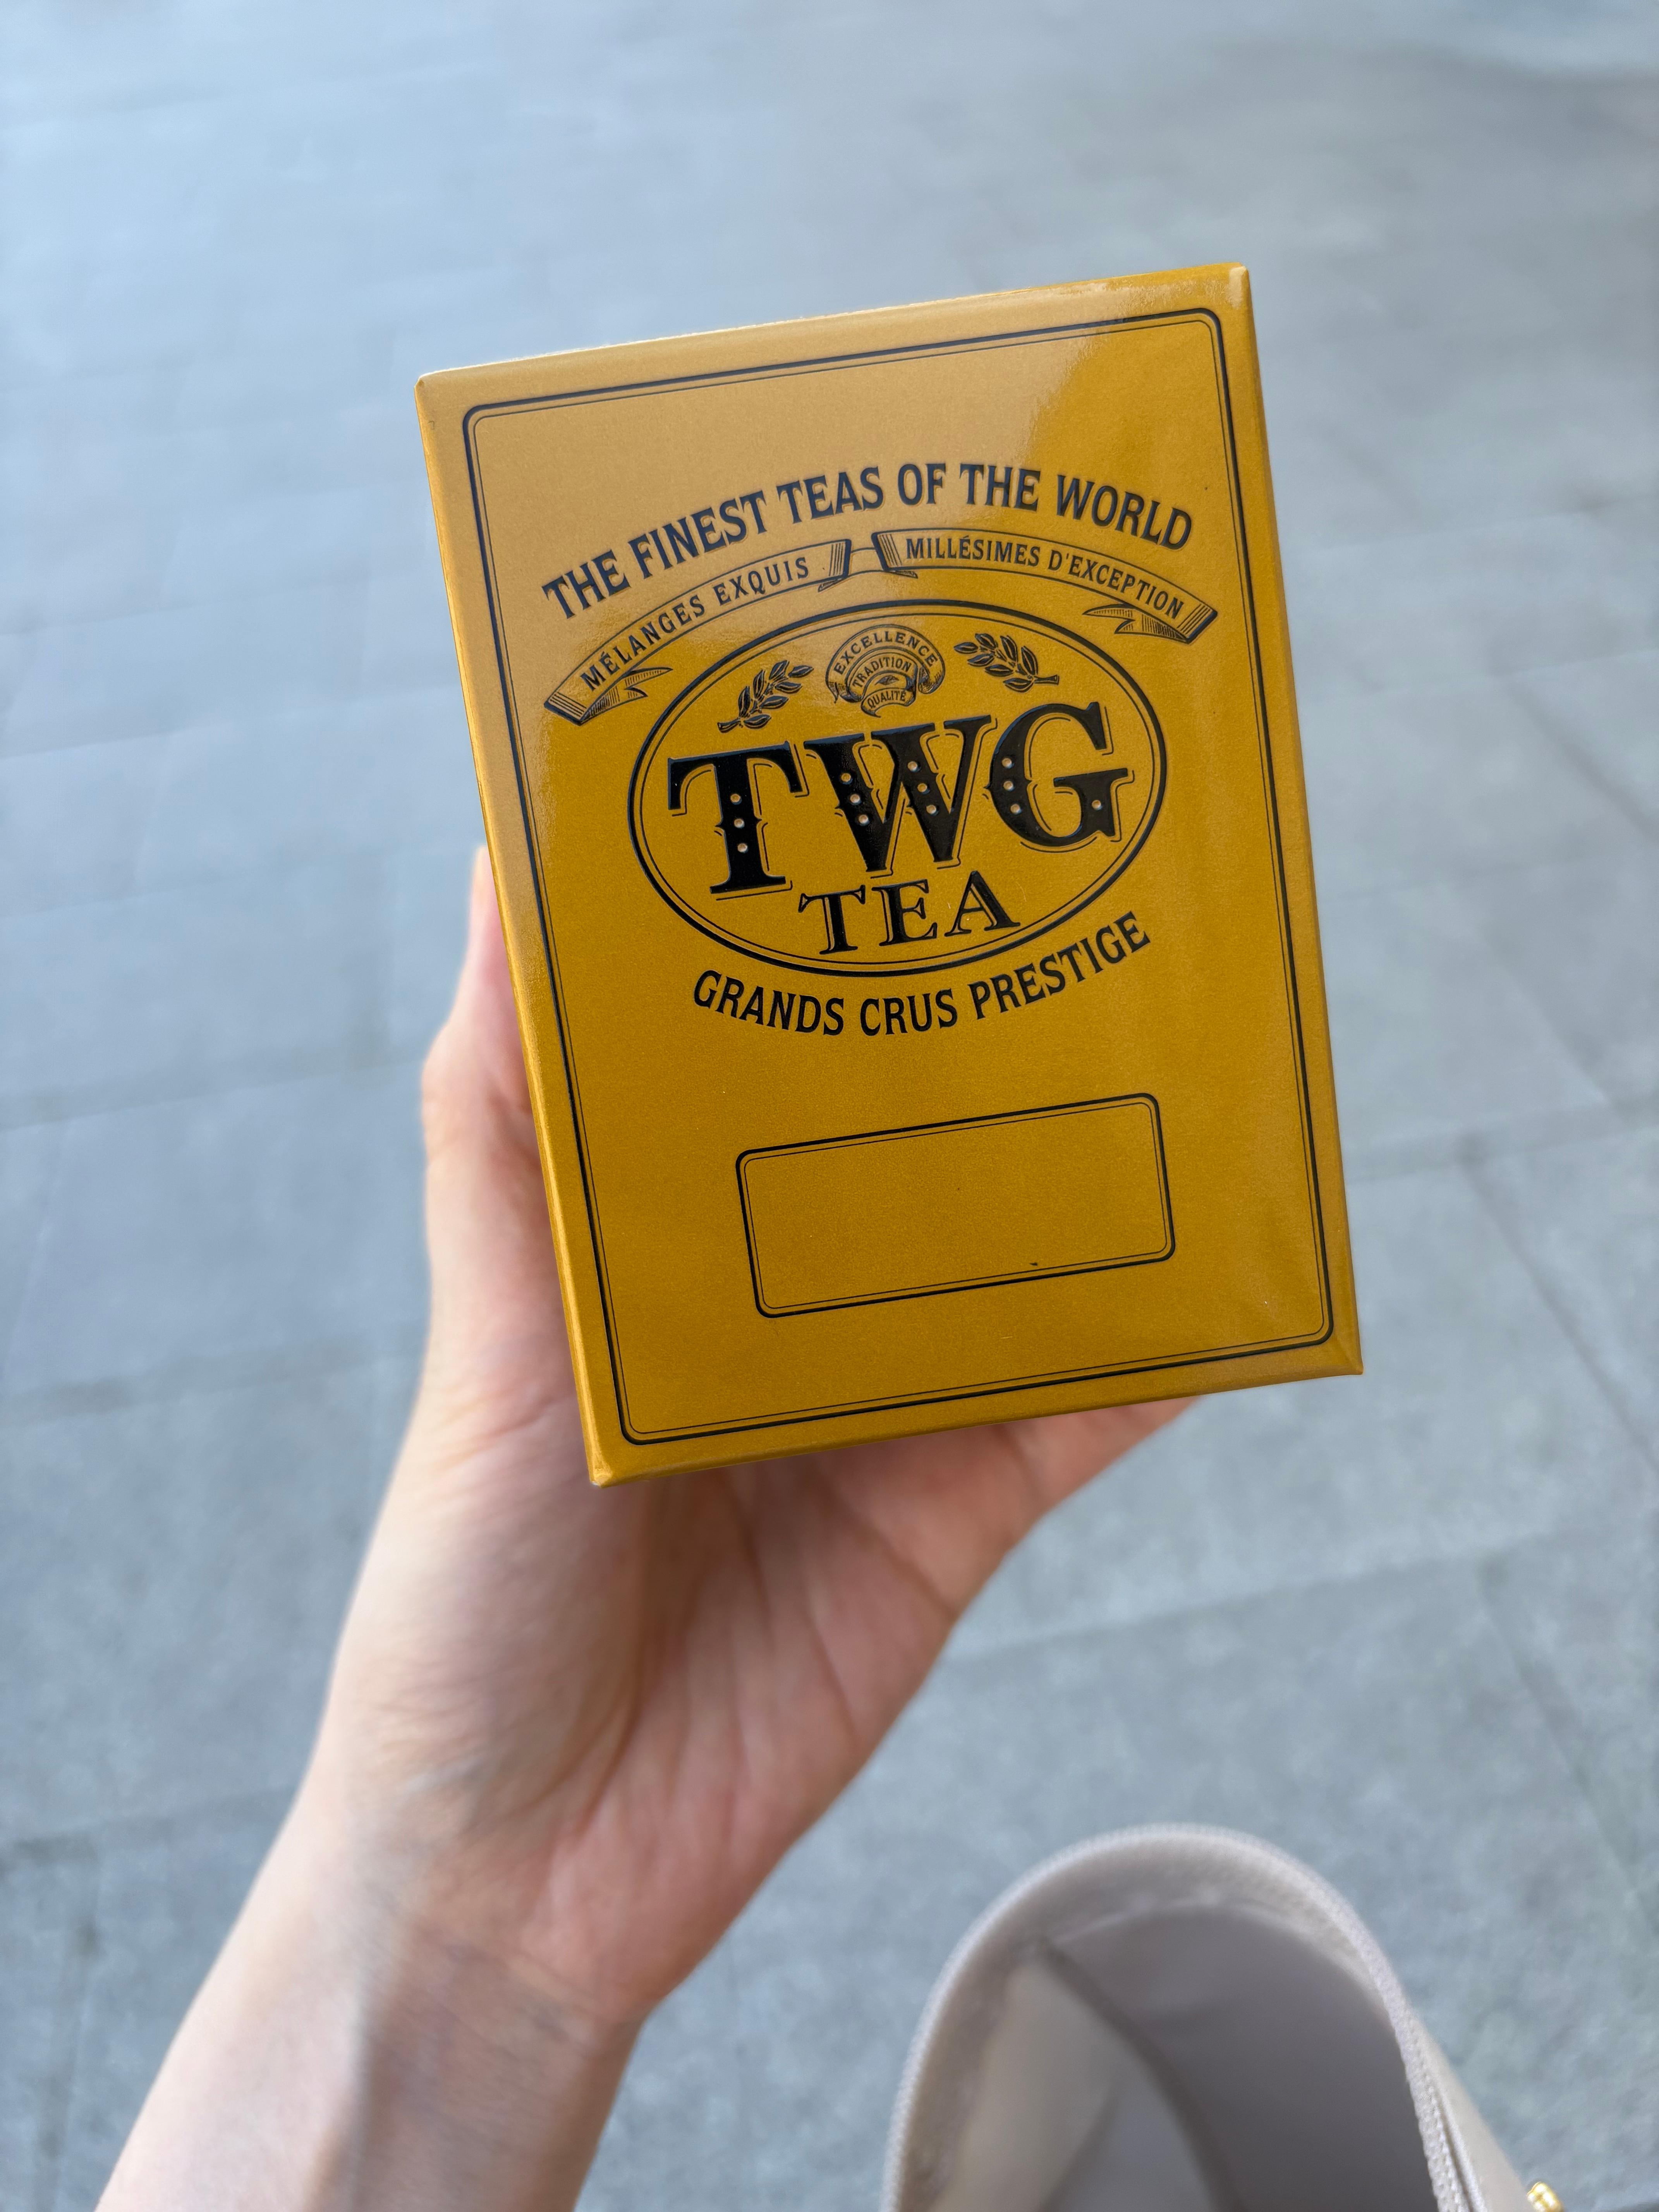 THE FINEST TEAS OF THE WORLD
MÉLANGES EXQUIS MILLÉSIMES D'EXCEPTION
EXCELLENCE
TRADITION
QUALITÉ
TWG
TEA
GRANDS CRUS PRESTIGE